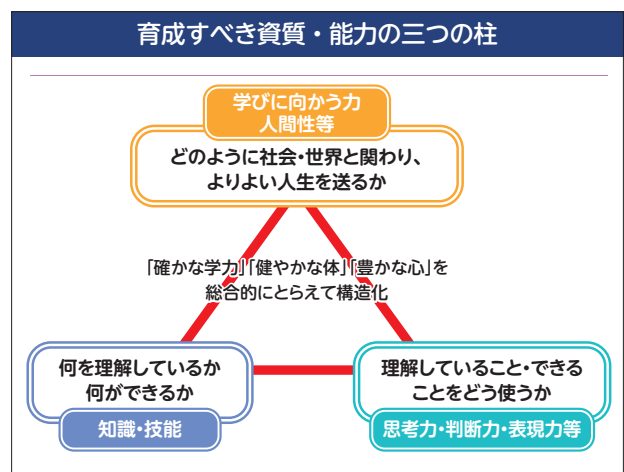 育成すべき資質・能力の三つの柱
学びに向かう力
人間性等
どのように社会・世界と関わり、
よりよい人生を送るか
「確かな学力」「健やかな体」「豊かな心」を
総合的にとらえて構造化
何を理解しているか
何ができるか
知識・技能
理解していること・できる
ことをどう使うか
思考力・判断力・表現力等